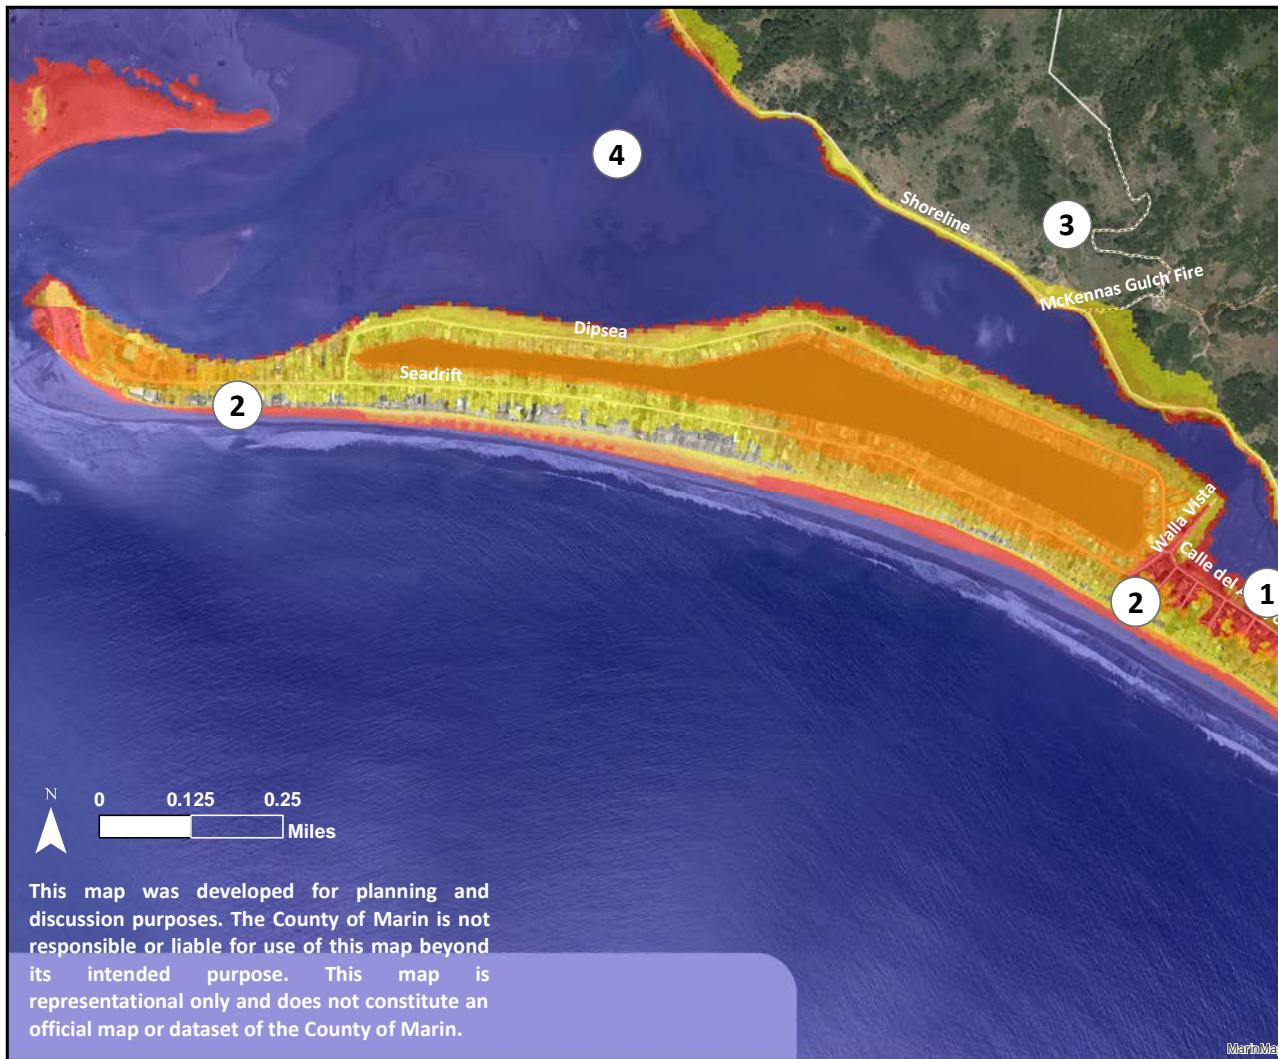 4
Shoreline
3
McKennas Gulch Fire
Dipsea
Seadrift
2
Walla Vista
Calle del
1
2
N
0 0.125 0.25
Miles
This map was developed for planning and
discussion purposes. The County of Marin is not
responsible or liable for use of this map beyond
its intended purpose. This map is
representational only and does not constitute an
official map or dataset of the County of Marin.
MarinMa